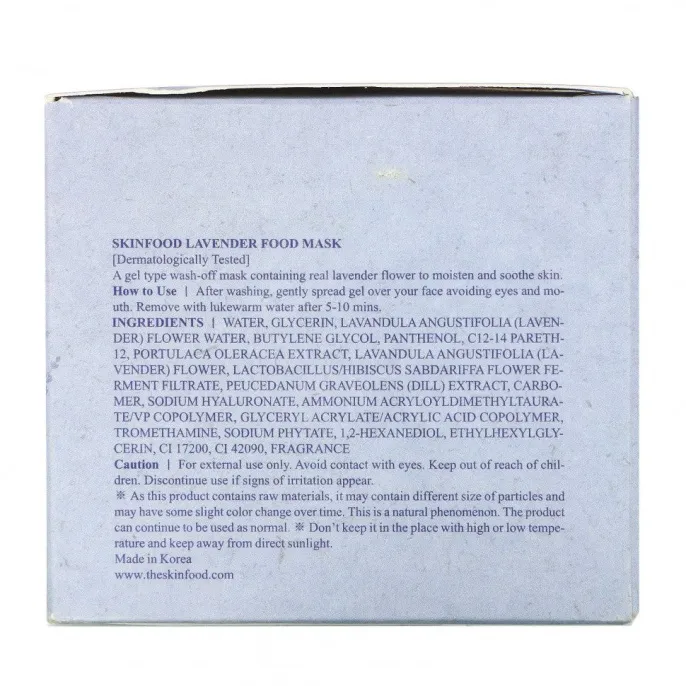 SKINFOOD LAVENDER FOOD MASK
[Dermatologically Tested]
A gel type wash-off mask containing real lavender flower to moisten and soothe skin.
How to Use | After washing, gently spread gel over your face avoiding eyes and mo-
uth. Remove with lukewarm water after 5-10 mins.
INGREDIENTS | WATER, GLYCERIN, LAVANDULA ANGUSTIFOLIA (LAVEN-
DER) FLOWER WATER, BUTYLENE GLYCOL, PANTHENOL, C12-14 PARETH-
12, PORTULACA OLERACEA EXTRACT, LAVANDULA ANGUSTIFOLIA (LA-
VENDER) FLOWER, LACTOBACILLUS/HIBISCUS SABDARIFFA FLOWER FE-
RMENT FILTRATE, PEUCEDANUM GRAVEOLENS (DILL) EXTRACT, CARBO-
MER, SODIUM HYALURONATE, AMMONIUM ACRYLOYLDIMETHYLTAURA-
TE/VP COPOLYMER, GLYCERYL ACRYLATE/ACRYLIC ACID COPOLYMER,
TROMETHAMINE, SODIUM PHYTATE, 1,2-HEXANEDIOL, ETHYLHEXYLGLY-
CERIN, CI 17200, CI 42090, FRAGRANCE
Caution | For external use only. Avoid contact with eyes. Keep out of reach of chil-
dren. Discontinue use if signs of irritation appear.
※ As this product contains raw materials, it may contain different size of particles and
may have some slight color change over time. This is a natural phenomenon. The product
can continue to be used as normal. ※ Don't keep it in the place with high or low tempe-
rature and keep away from direct sunlight.
Made in Korea
www.theskinfood.com